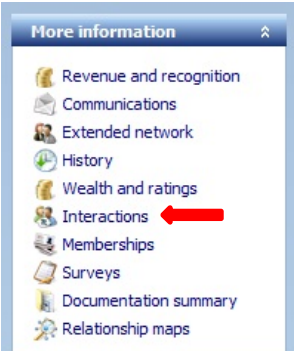 More information
Revenue and recognition
Communications
Extended network
History
Wealth and ratings
Interactions
Memberships
Surveys
Documentation summary
Relationship maps